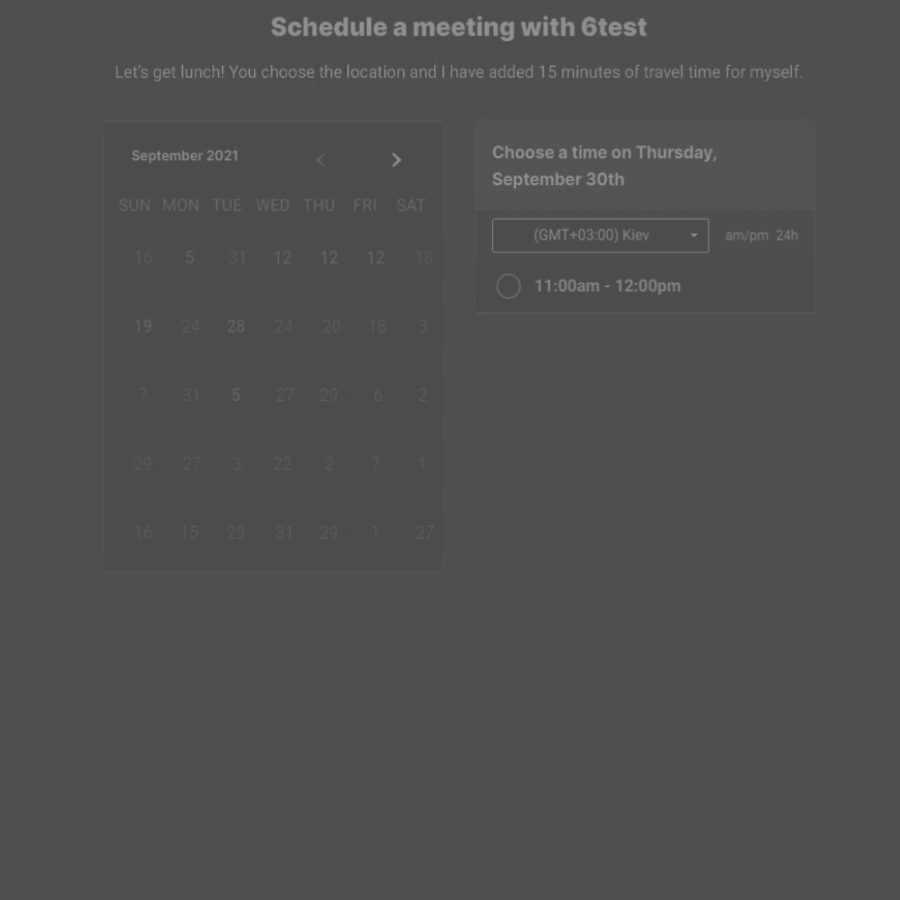 Schedule a meeting with 6test
Let's get lunch! You choose the location and I have added 15 minutes of travel time for myself.
September 2021
SUN MON TUE WED THU FRI SAT
16 5 31 12 12 12 18
19 24 28 24 20 18 3
7 31 5 27 29 6 2
29 27 3 22 2 7 1
16 15 29 31 29 1 27
Choose a time on Thursday,
September 30th
(GMT+03:00) Kiev am/pm 24h
11:00am - 12:00pm